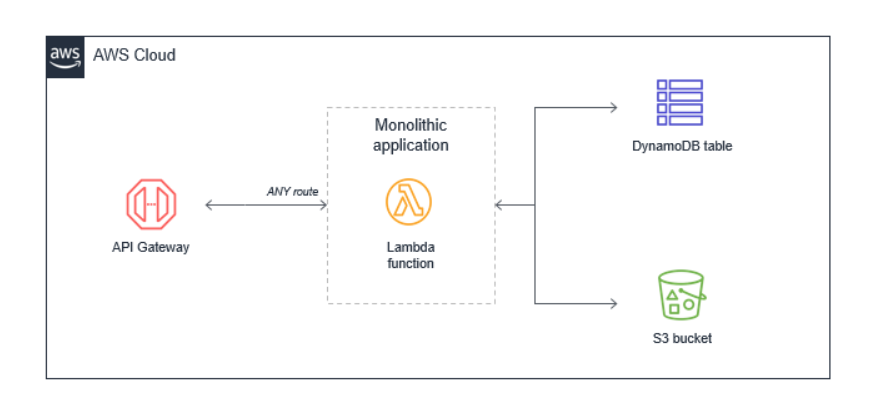 aws
AWS Cloud
Monolithic
application
DynamoDB table
ANY route
API Gateway
Lambda
function
S3 bucket